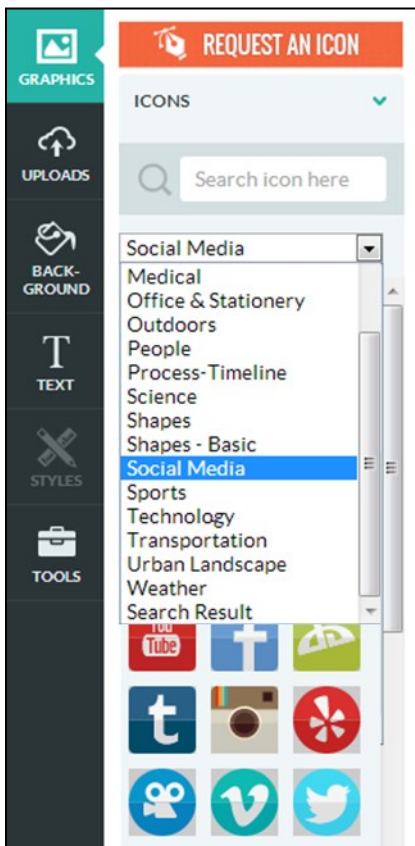 REQUEST AN ICON
GRAPHICS
ICONS
UPLOADS
Search icon here
BACK-
GROUND
Social Media
Medical
Office & Stationery
Outdoors
People
Process-Timeline
Science
Shapes
Shapes - Basic
Social Media
Sports
Technology
Transportation
Urban Landscape
Weather
Search Result
T
TEXT
STYLES
TOOLS
You
Tube
f
t
v